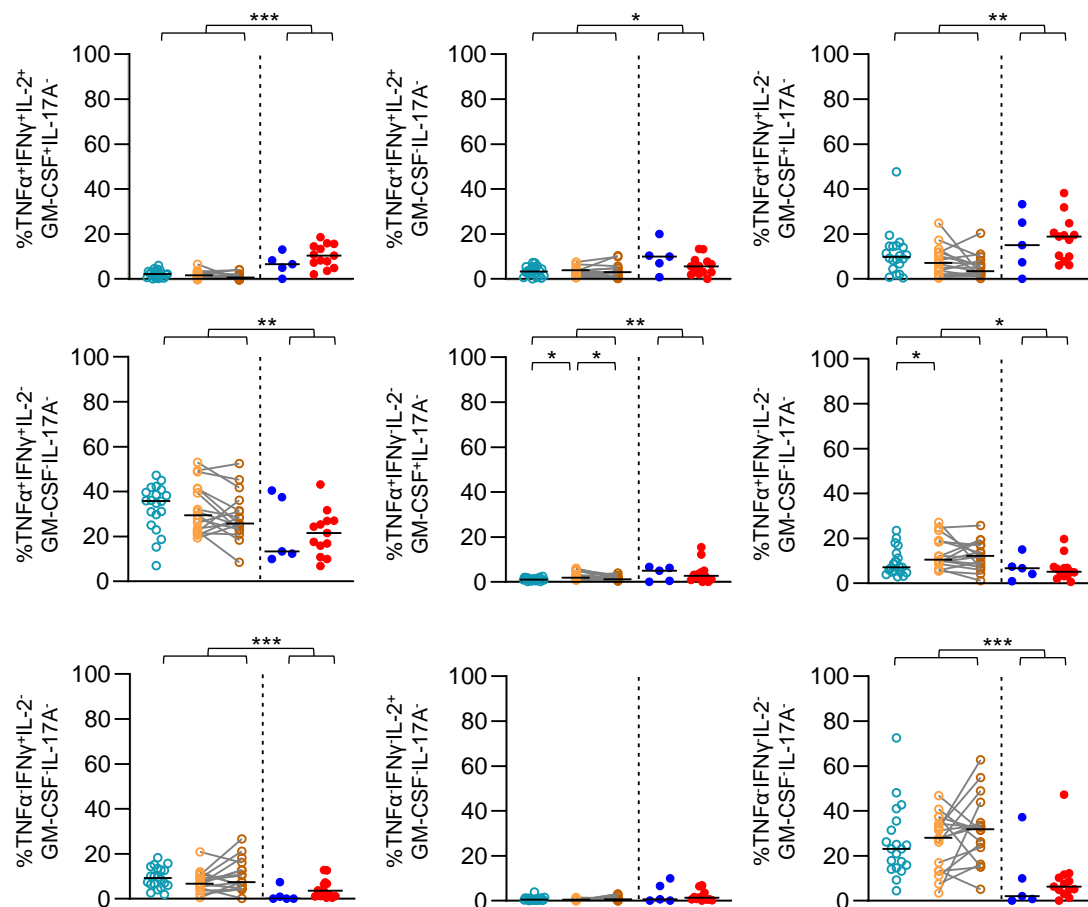 *** * **
100 100 100
80 80 80
60 60 60
40 40 40
20 20 20
0 0 0
%TNFα⁺IFNγ⁺IL-2⁺
GM-CSF⁺IL-17A⁻
%TNFα⁺IFNγ⁺IL-2⁺
GM-CSF⁻IL-17A⁻
%TNFα⁺IFNγ⁺IL-2⁻
GM-CSF⁺IL-17A⁻
** ** *
* * *
100 100 100
80 80 80
60 60 60
40 40 40
20 20 20
0 0 0
%TNFα⁺IFNγ⁺IL-2⁻
GM-CSF⁻IL-17A⁻
%TNFα⁺IFNγ⁻IL-2⁻
GM-CSF⁺IL-17A⁻
%TNFα⁺IFNγ⁻IL-2⁻
GM-CSF⁻IL-17A⁻
*** ***
100 100 100
80 80 80
60 60 60
40 40 40
20 20 20
0 0 0
%TNFα⁻IFNγ⁺IL-2⁻
GM-CSF⁻IL-17A⁻
%TNFα⁻IFNγ⁻IL-2⁺
GM-CSF⁻IL-17A⁻
%TNFα⁻IFNγ⁻IL-2⁻
GM-CSF⁻IL-17A⁻